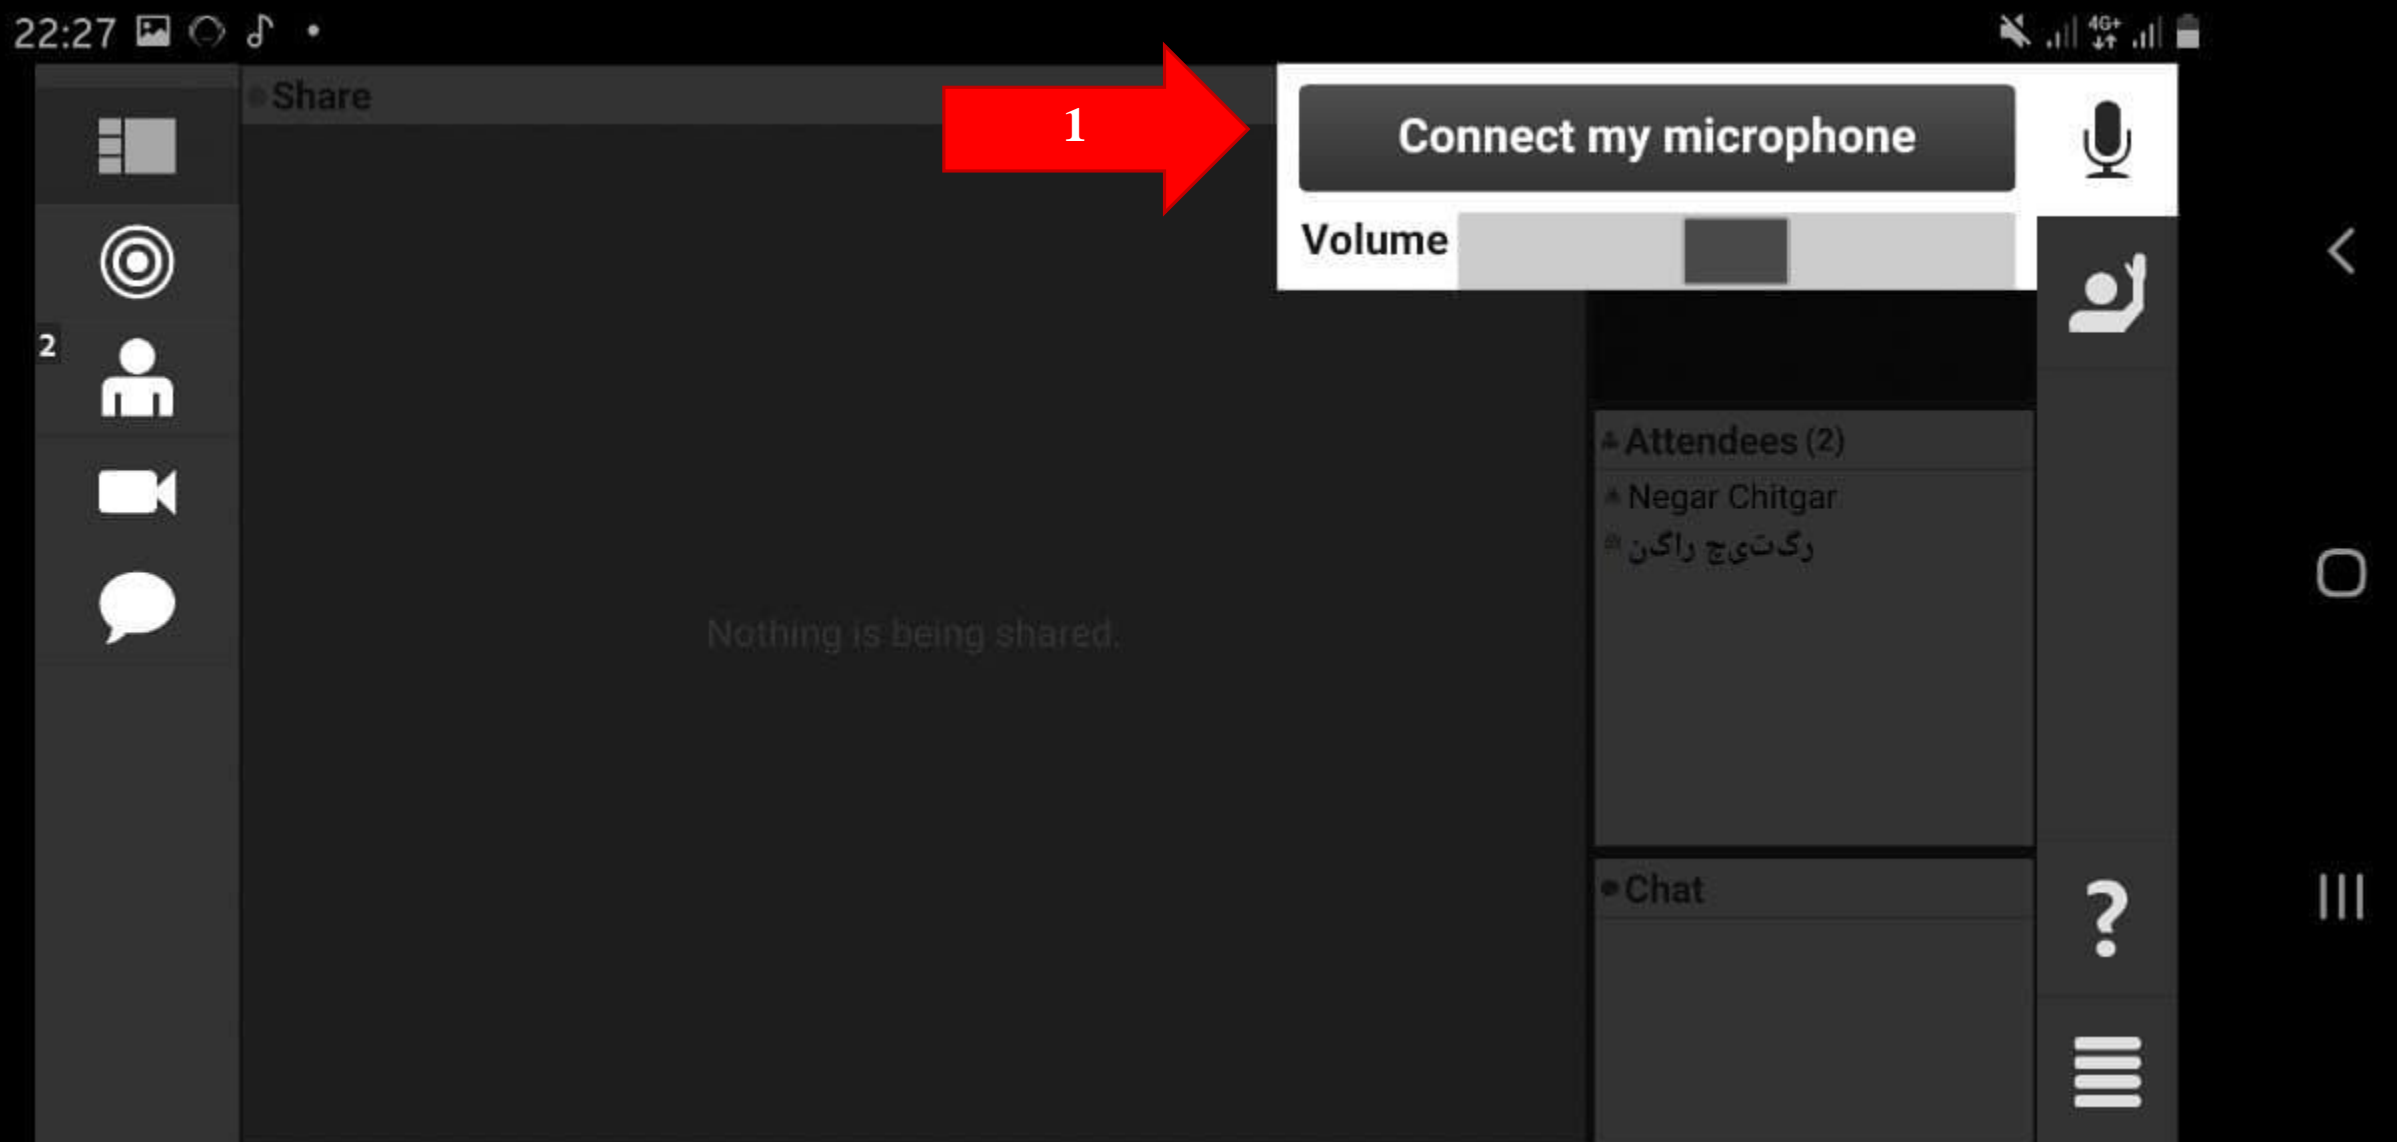 22:27
4G+
Share
1
Connect my microphone
Volume
2
Attendees (2)
Negar Chitgar
رگتیچ راگن
Nothing is being shared.
Chat